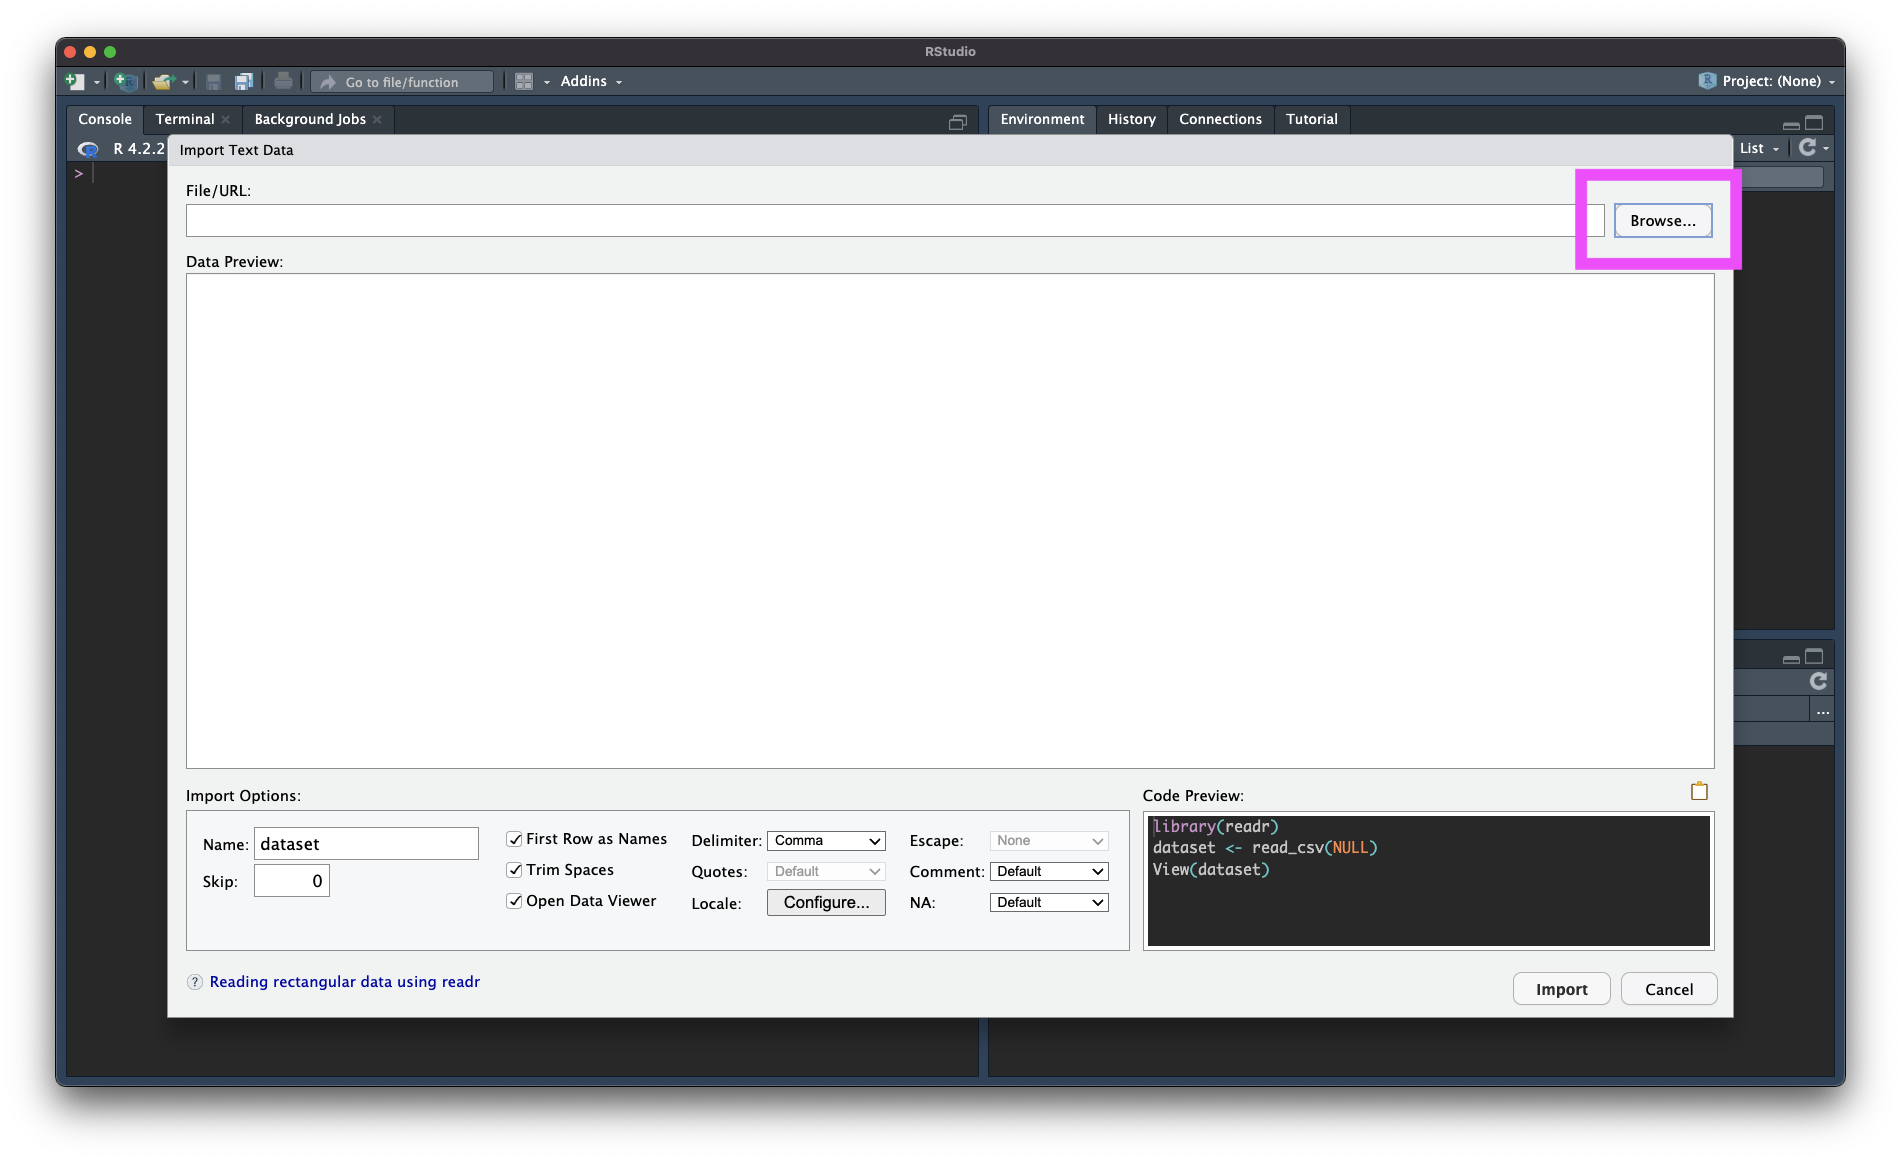 RStudio
Go to file/function
Addins
Project: (None)
Console Terminal Background Jobs
Environment History Connections Tutorial
R 4.2.2
Import Text Data
List
>
File/URL:
Browse...
Data Preview:
...
Import Options:
Code Preview:
Name: dataset
Skip: 0
First Row as Names
Trim Spaces
Open Data Viewer
Delimiter: Comma
Quotes: Default
Locale: Configure...
Escape: None
Comment: Default
NA: Default
library(readr)
dataset <- read_csv(NULL)
View(dataset)
? Reading rectangular data using readr
Import
Cancel